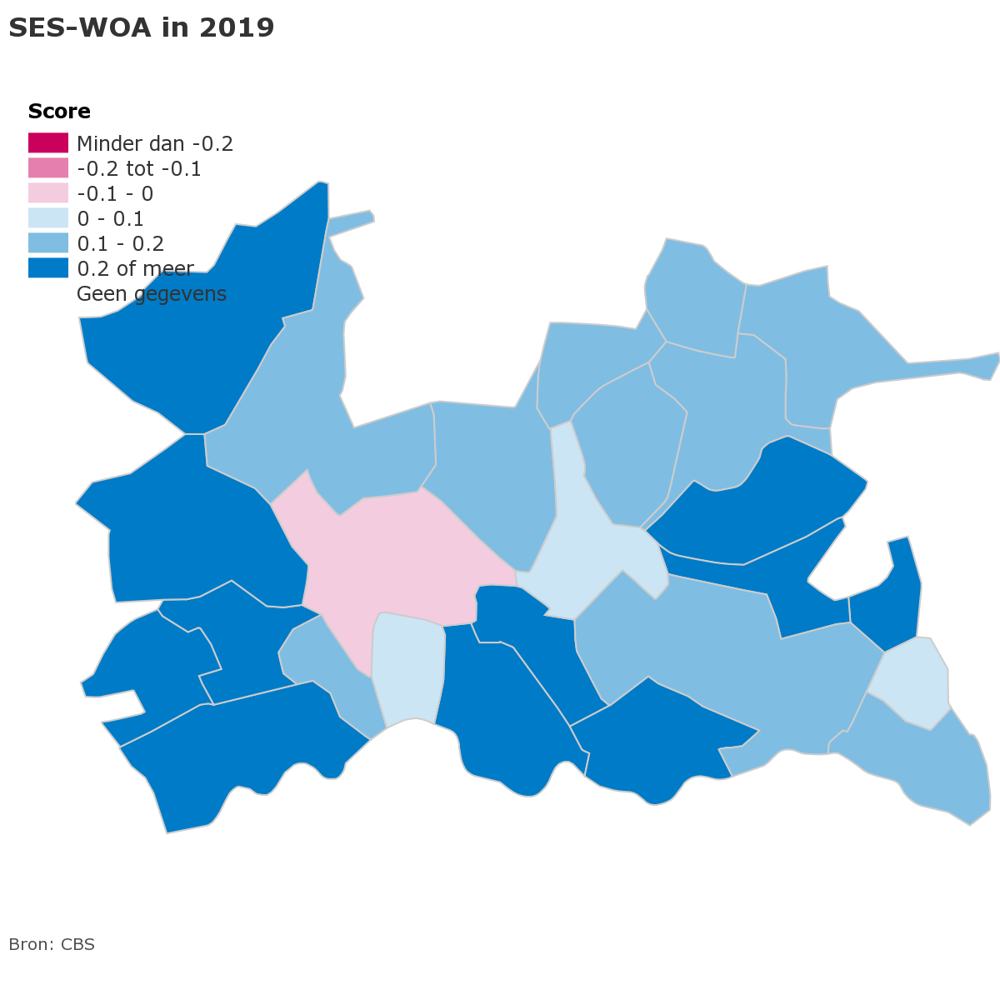 SES–WOA in 2019
Score
Minder dan -0.2
-0.2 tot -0.1
-0.1 - 0
0 - 0.1
0.1 - 0.2
0.2 of meer
Geen gegevens
Bron: CBS